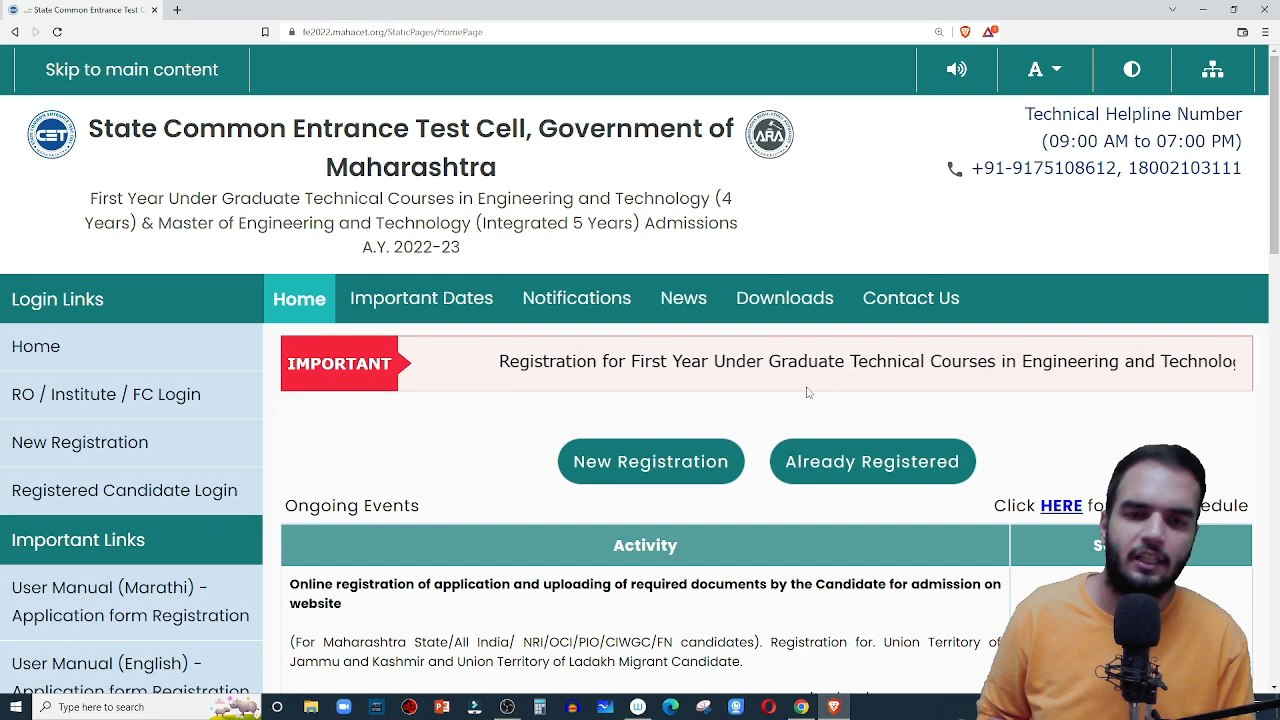 ..:: State Common Entrance Test C
fe2022.mahacet.org/StaticPages/HomePage
Skip to main content
A
CET
State Common Entrance Test Cell, Government of
Maharashtra
ARA
First Year Under Graduate Technical Courses in Engineering and Technology (4
Years) & Master of Engineering and Technology (Integrated 5 Years) Admissions
A.Y. 2022-23
Technical Helpline Number
(09:00 AM to 07:00 PM)
+91-9175108612, 18002103111
Login Links
Home Important Dates Notifications News Downloads Contact Us
Home
RO / Institute / FC Login
New Registration
Registered Candidate Login
Important Links
User Manual (Marathi) -
Application form Registration
User Manual (English) -
Application form Registration
IMPORTANT
Registration for First Year Under Graduate Technical Courses in Engineering and Technolog
New Registration Already Registered
Ongoing Events
Click HERE
Activity
Online registration of application and uploading of required documents by the Candidate for admission on
website
(For Maharashtra State/All India/ NRI/OCI/PIO/CIWGC/FN candidates). Registration for. Union Territory of
Jammu and Kashmir and Union Territory of Ladakh Migrant Candidate.
Type here to search